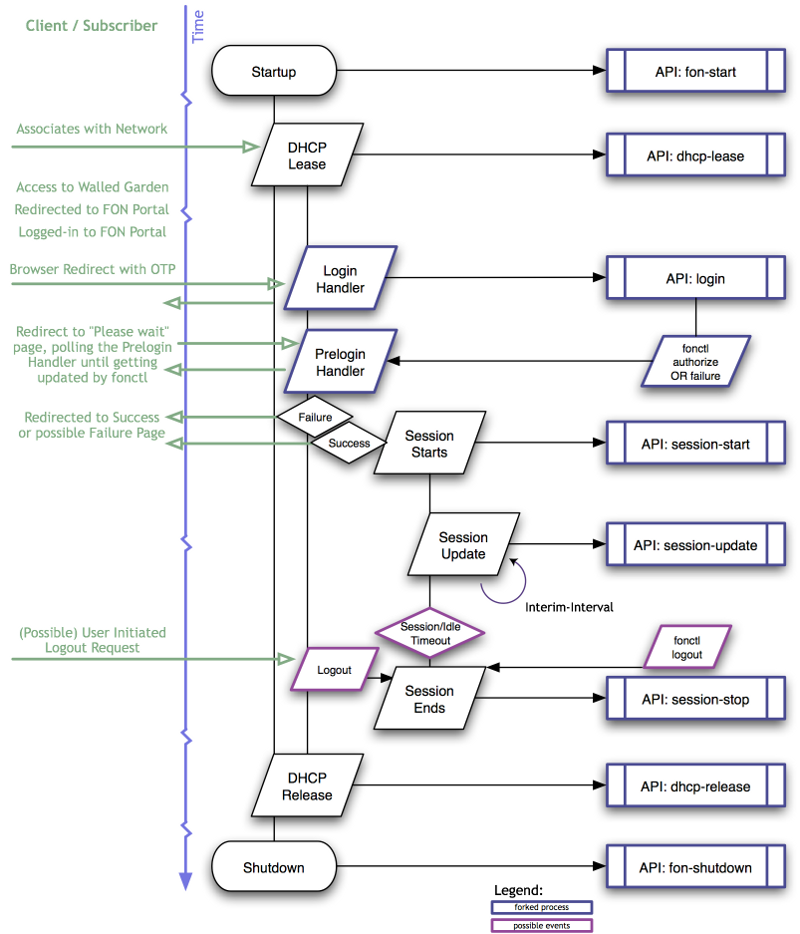 Client / Subscriber
Time
Startup
API: fon-start
Associates with Network
DHCP
Lease
API: dhcp-lease
Access to Walled Garden
Redirected to FON Portal
Logged-in to FON Portal
Browser Redirect with OTP
Login
Handler
API: login
Redirect to "Please wait"
page, polling the Prelogin
Handler until getting
updated by fonctl
Prelogin
Handler
fonctl
authorize
OR failure
Redirected to Success
or possible Failure Page
Failure
Success
Session
Starts
API: session-start
Session
Update
API: session-update
Interim-Interval
Session/Idle
Timeout
(Possible) User Initiated
Logout Request
Logout
fonctl
logout
Session
Ends
API: session-stop
DHCP
Release
API: dhcp-release
Shutdown
API: fon-shutdown
Legend:
forked process
possible events